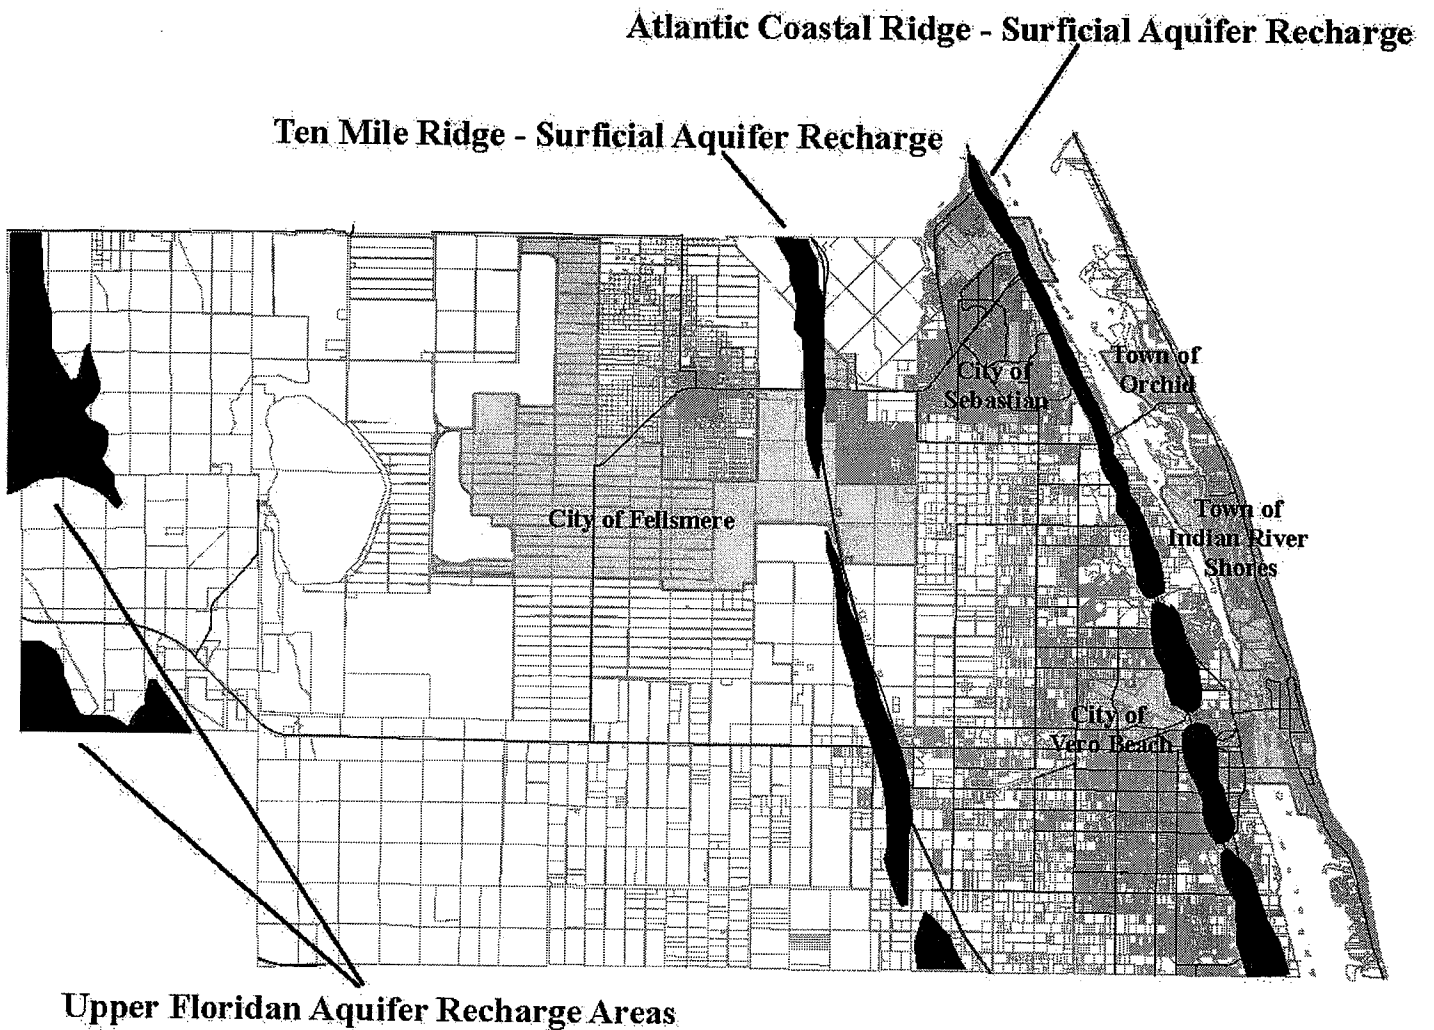 Atlantic Coastal Ridge - Surficial Aquifer Recharge
Ten Mile Ridge - Surficial Aquifer Recharge
Town of
Orchid
City of
Sebastian
Town of
Indian River
Shores
City of Fellsmere
City of
Vero Beach
Upper Floridan Aquifer Recharge Areas